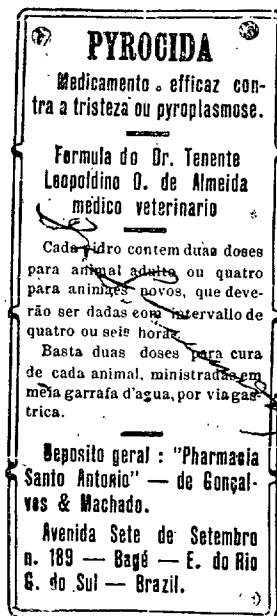 PYROCIDA
Medicamento efficaz con-
tra a tristeza ou pyroplasmose.
Formula do Dr. Tenente
Leopoldino O. de Almeida
medico veterinario
Cada vidro contem duas doses
para animal adulto ou quatro
para animaes novos, que deve-
rão ser dadas com intervallo de
quatro ou seis horas.
Basta duas doses para cura
de cada animal, ministradas em
meia garrafa d'agua, por via gas-
trica.
Deposito geral : "Pharmacia
Santo Antonio" — de Gonçal-
ves & Machado.
Avenida Sete de Setembro
n. 189 — Bagé — E. do Rio
G. do Sul — Brazil.